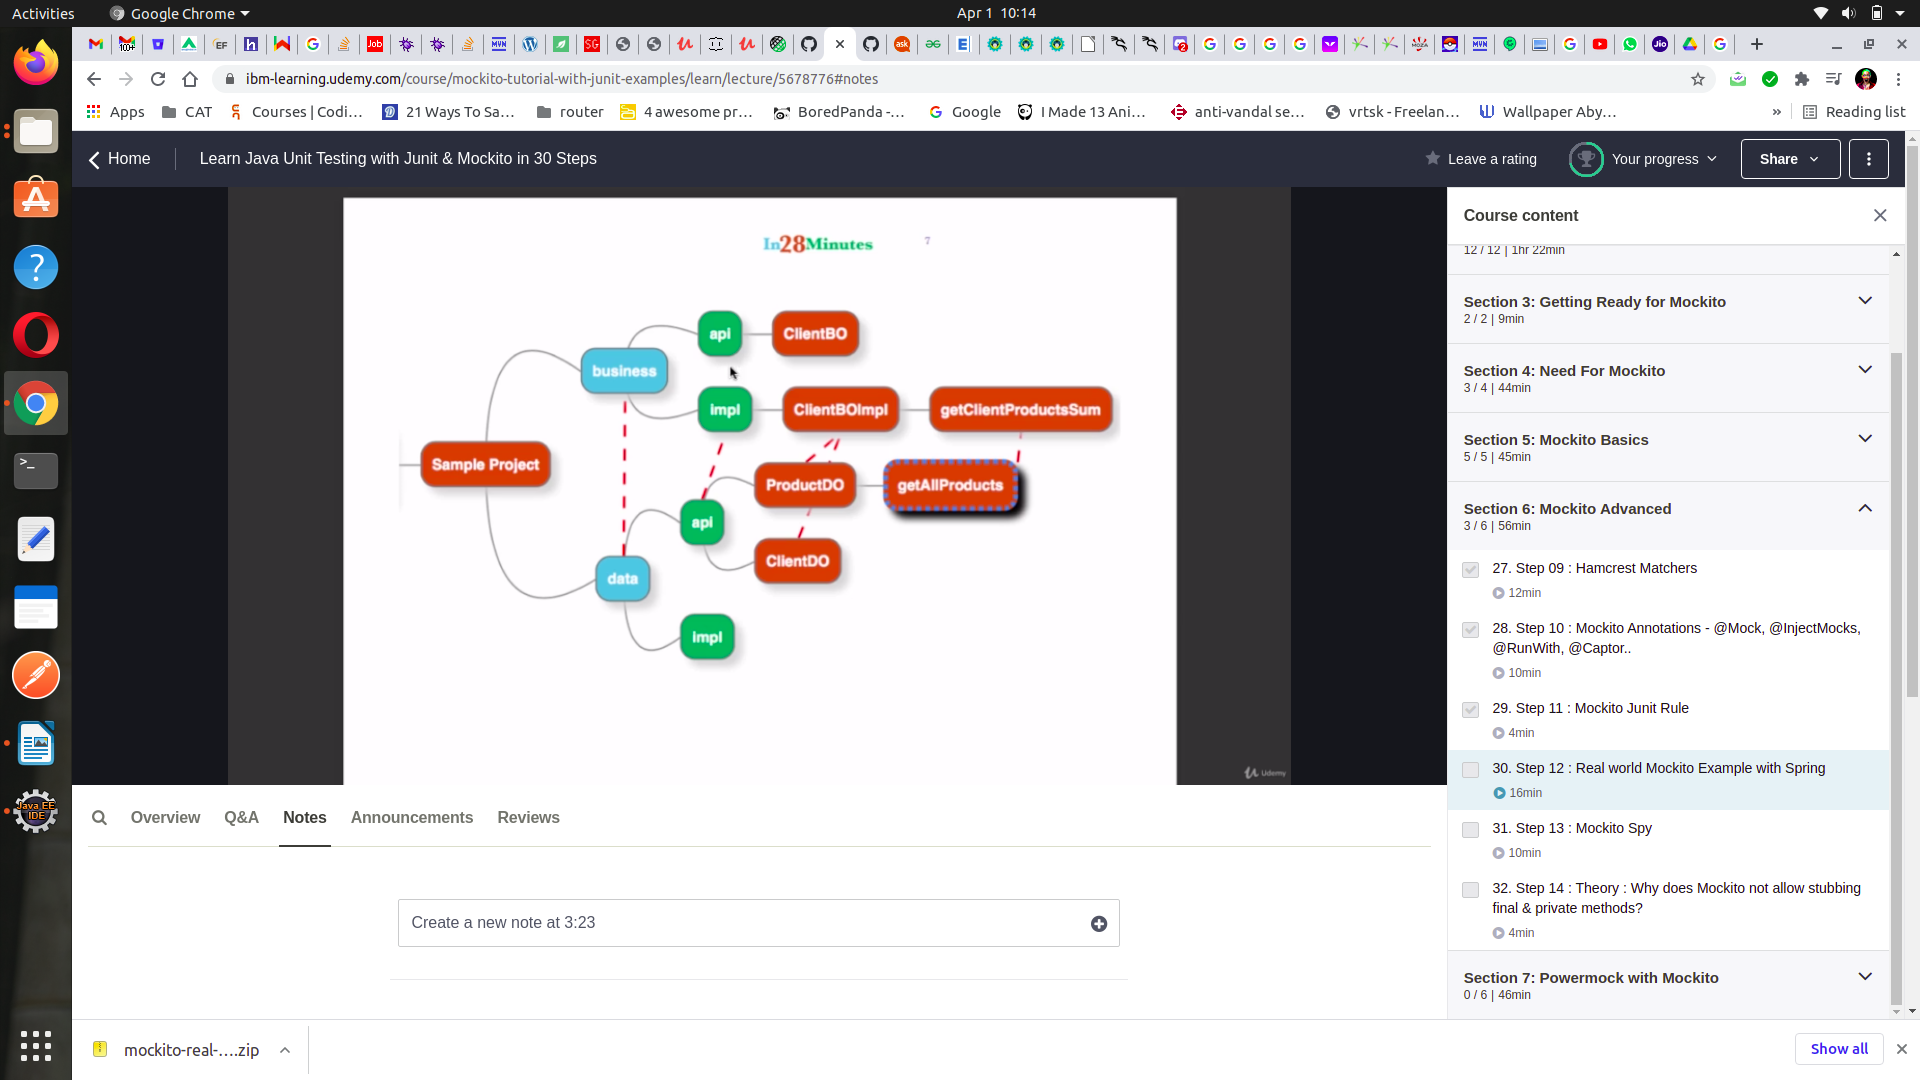 Activities
Google Chrome
Apr 1 10:14
ibm-learning.udemy.com/course/mockito-tutorial-with-junit-examples/learn/lecture/5678776#notes
Apps
CAT
Courses | Codi...
21 Ways To Sa...
router
4 awesome pr...
BoredPanda -...
Google
I Made 13 Ani...
anti-vandal se...
vrtsk - Freelan...
Wallpaper Aby...
»
Reading list
Home
Learn Java Unit Testing with Junit & Mockito in 30 Steps
Leave a rating
Your progress
Share
In28Minutes
7
api
ClientBO
business
impl
ClientBOImpl
getClientProductsSum
Sample Project
ProductDO
getAllProducts
api
ClientDO
data
impl
Udemy
Course content
12 / 12 | 1hr 22min
Section 3: Getting Ready for Mockito
2 / 2 | 9min
Section 4: Need For Mockito
3 / 4 | 44min
Section 5: Mockito Basics
5 / 5 | 45min
Section 6: Mockito Advanced
3 / 6 | 56min
27. Step 09 : Hamcrest Matchers
12min
28. Step 10 : Mockito Annotations - @Mock, @InjectMocks,
@RunWith, @Captor..
10min
29. Step 11 : Mockito Junit Rule
4min
30. Step 12 : Real world Mockito Example with Spring
16min
31. Step 13 : Mockito Spy
10min
32. Step 14 : Theory : Why does Mockito not allow stubbing
final & private methods?
4min
Section 7: Powermock with Mockito
0 / 6 | 46min
Overview
Q&A
Notes
Announcements
Reviews
Create a new note at 3:23
Java EE
IDE
mockito-real-....zip
Show all